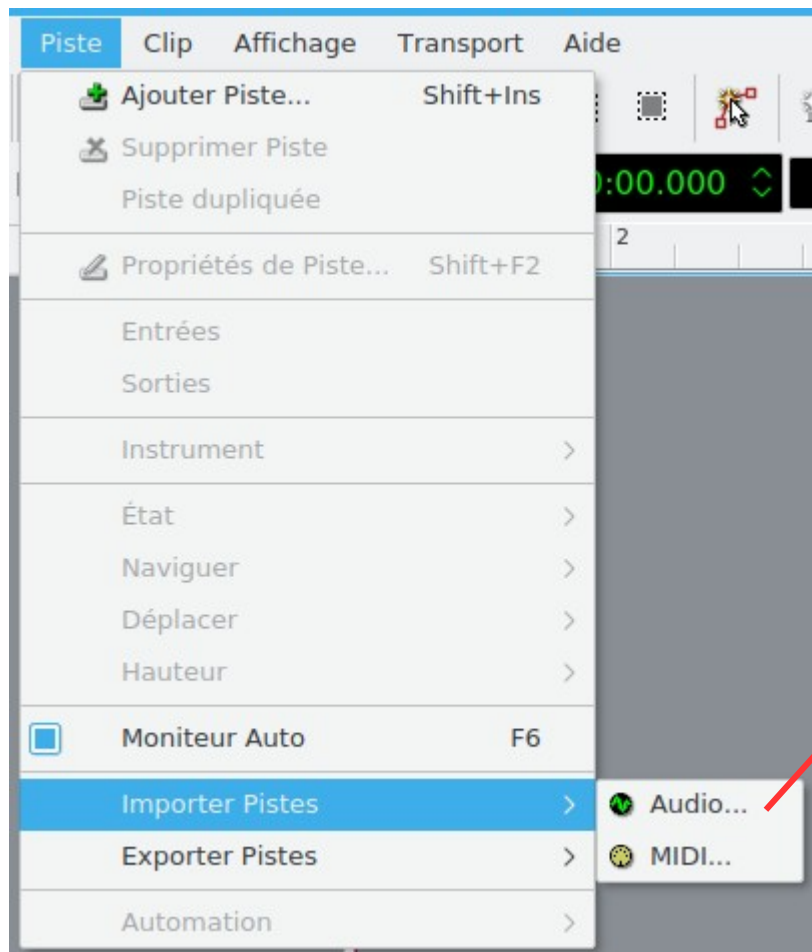 Piste Clip Affichage Transport Aide
Ajouter Piste... Shift+Ins
Supprimer Piste
Piste dupliquée
:00.000
2
Propriétés de Piste... Shift+F2
Entrées
Sorties
Instrument
État
Naviguer
Déplacer
Hauteur
Moniteur Auto F6
Importer Pistes
Audio...
Exporter Pistes
MIDI...
Automation